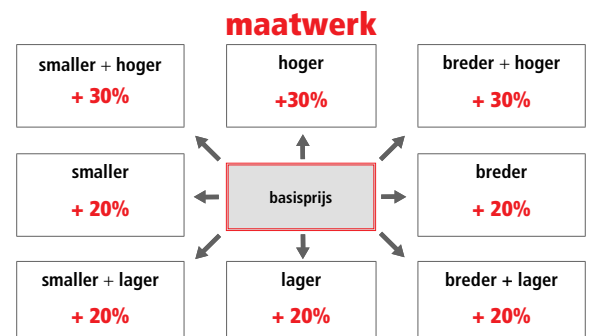 maatwerk
smaller + hoger
+ 30%
hoger
+30%
breder + hoger
+ 30%
smaller
+ 20%
basisprijs
breder
+ 20%
smaller + lager
+ 20%
lager
+ 20%
breder + lager
+ 20%